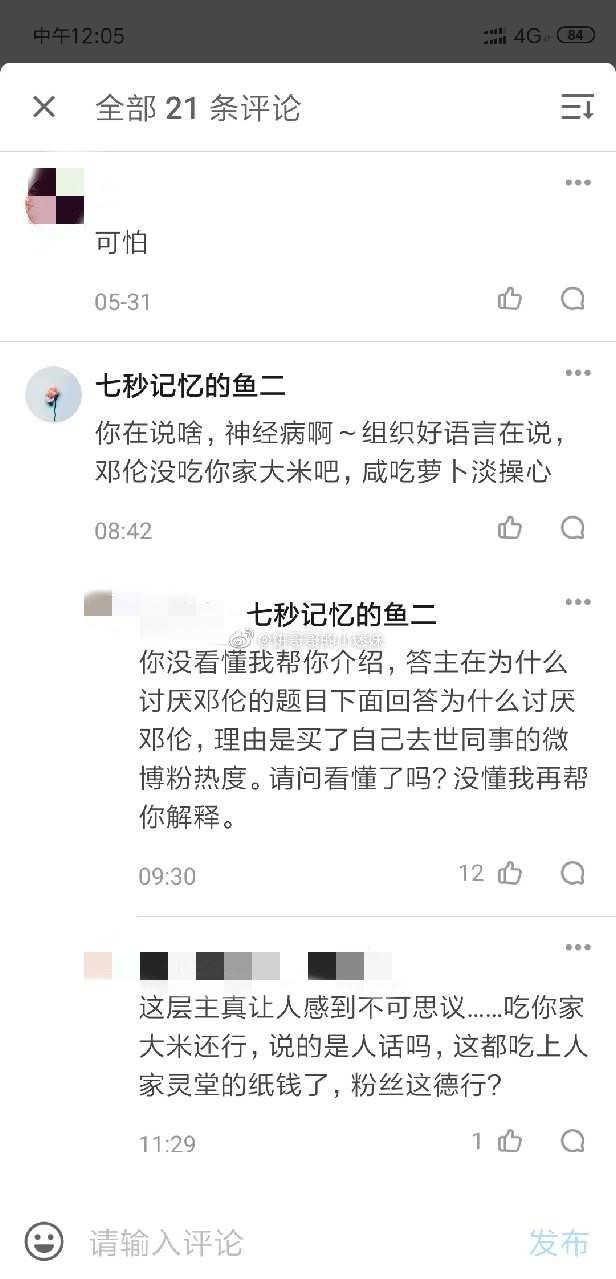 中午12:05
4G
84
全部 21 条评论
可怕
05-31
七秒记忆的鱼二
你在说啥，神经病啊～组织好语言在说，
邓伦没吃你家大米吧，咸吃萝卜淡操心
08:42
七秒记忆的鱼二
你没看懂我帮你介绍，答主在为什么
讨厌邓伦的题目下面回答为什么讨厌
邓伦，理由是买了自己去世同事的微
博粉热度。请问看懂了吗？没懂我再帮
你解释。
09:30
12
这层主真让人感到不可思议……吃你家
大米还行，说的是人话吗，这都吃上人
家灵堂的纸钱了，粉丝这德行？
11:29
1
请输入评论
发布